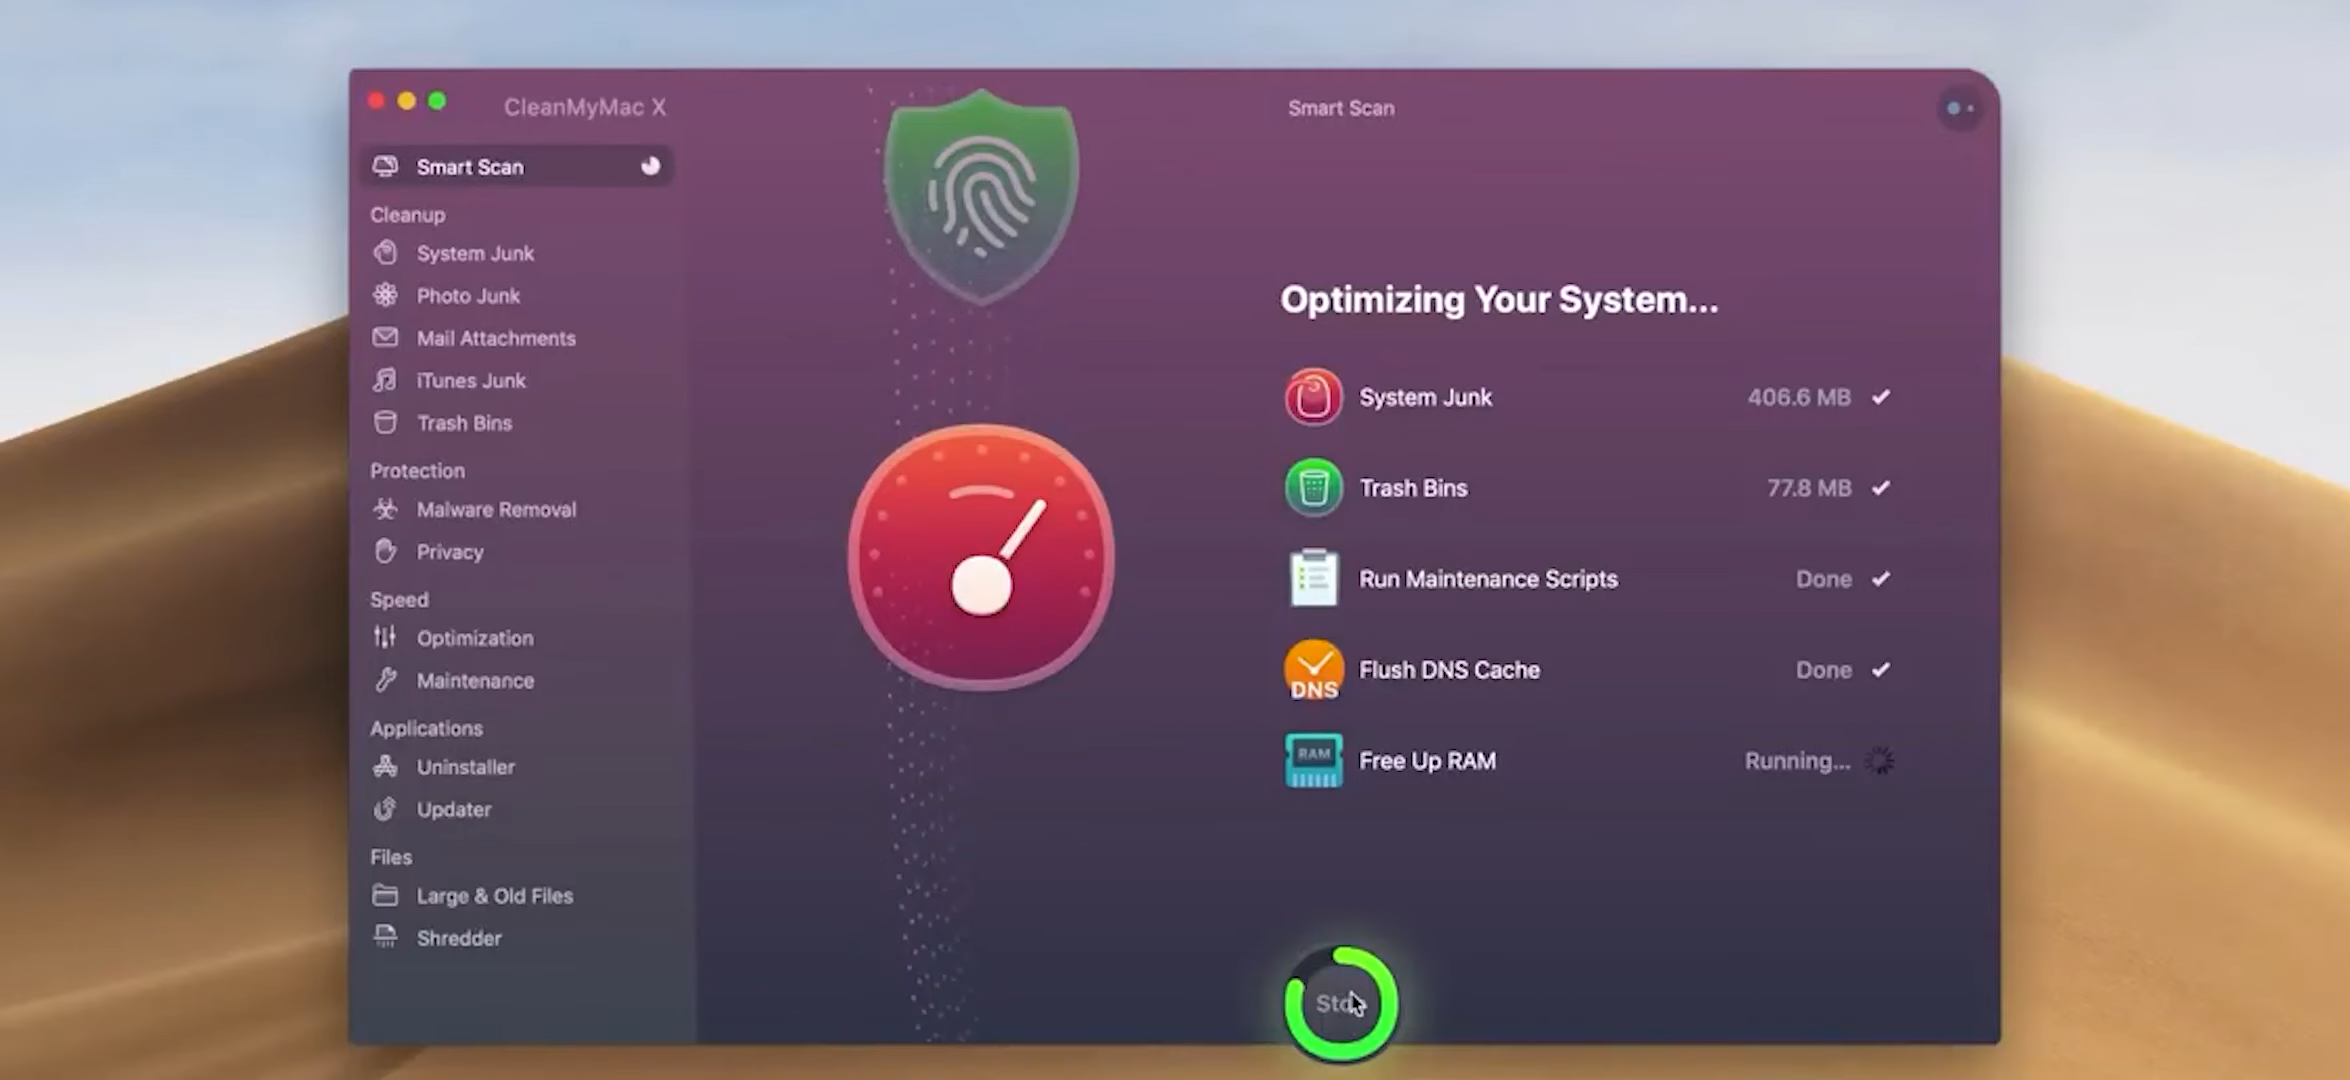 CleanMyMac X
Smart Scan
Smart Scan
Cleanup
System Junk
Photo Junk
Mail Attachments
iTunes Junk
Trash Bins
Protection
Malware Removal
Privacy
Speed
Optimization
Maintenance
Applications
Uninstaller
Updater
Files
Large & Old Files
Shredder
Optimizing Your System...
System Junk 406.6 MB
Trash Bins 77.8 MB
Run Maintenance Scripts Done
DNS Flush DNS Cache Done
RAM Free Up RAM Running...